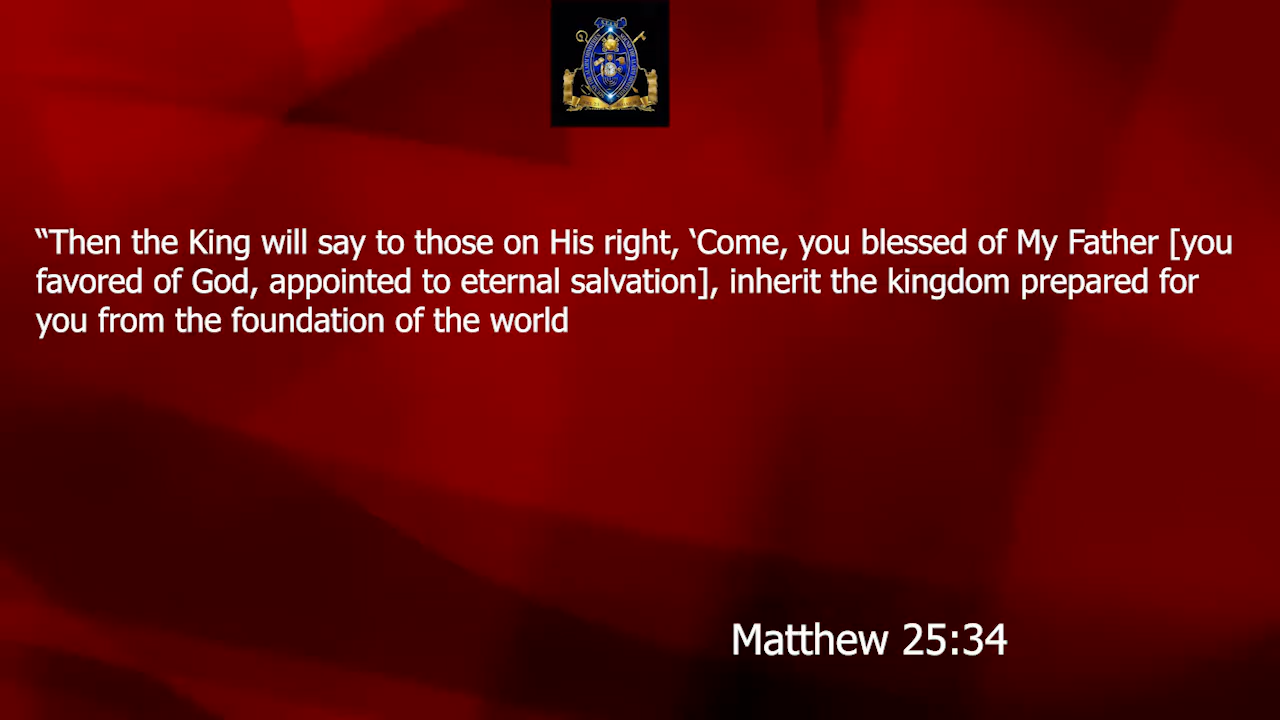 “Then the King will say to those on His right, ‘Come, you blessed of My Father [you
favored of God, appointed to eternal salvation], inherit the kingdom prepared for
you from the foundation of the world
Matthew 25:34